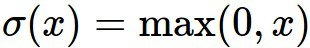 σ(x) = max(0, x)